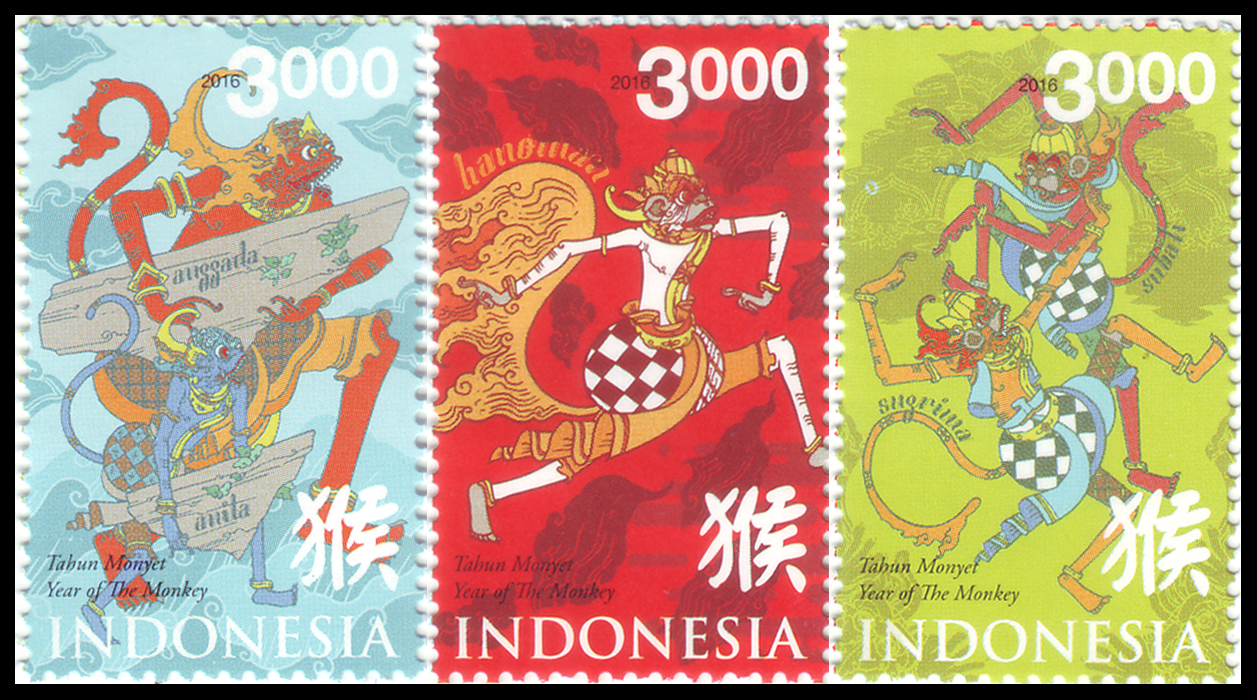 2016 3000
anggada
anila
猴
Tahun Monyet
Year of The Monkey
INDONESIA
2016 3000
hanoman
猴
Tahun Monyet
Year of The Monkey
INDONESIA
2016 3000
subali
sugriwa
猴
Tahun Monyet
Year of The Monkey
INDONESIA